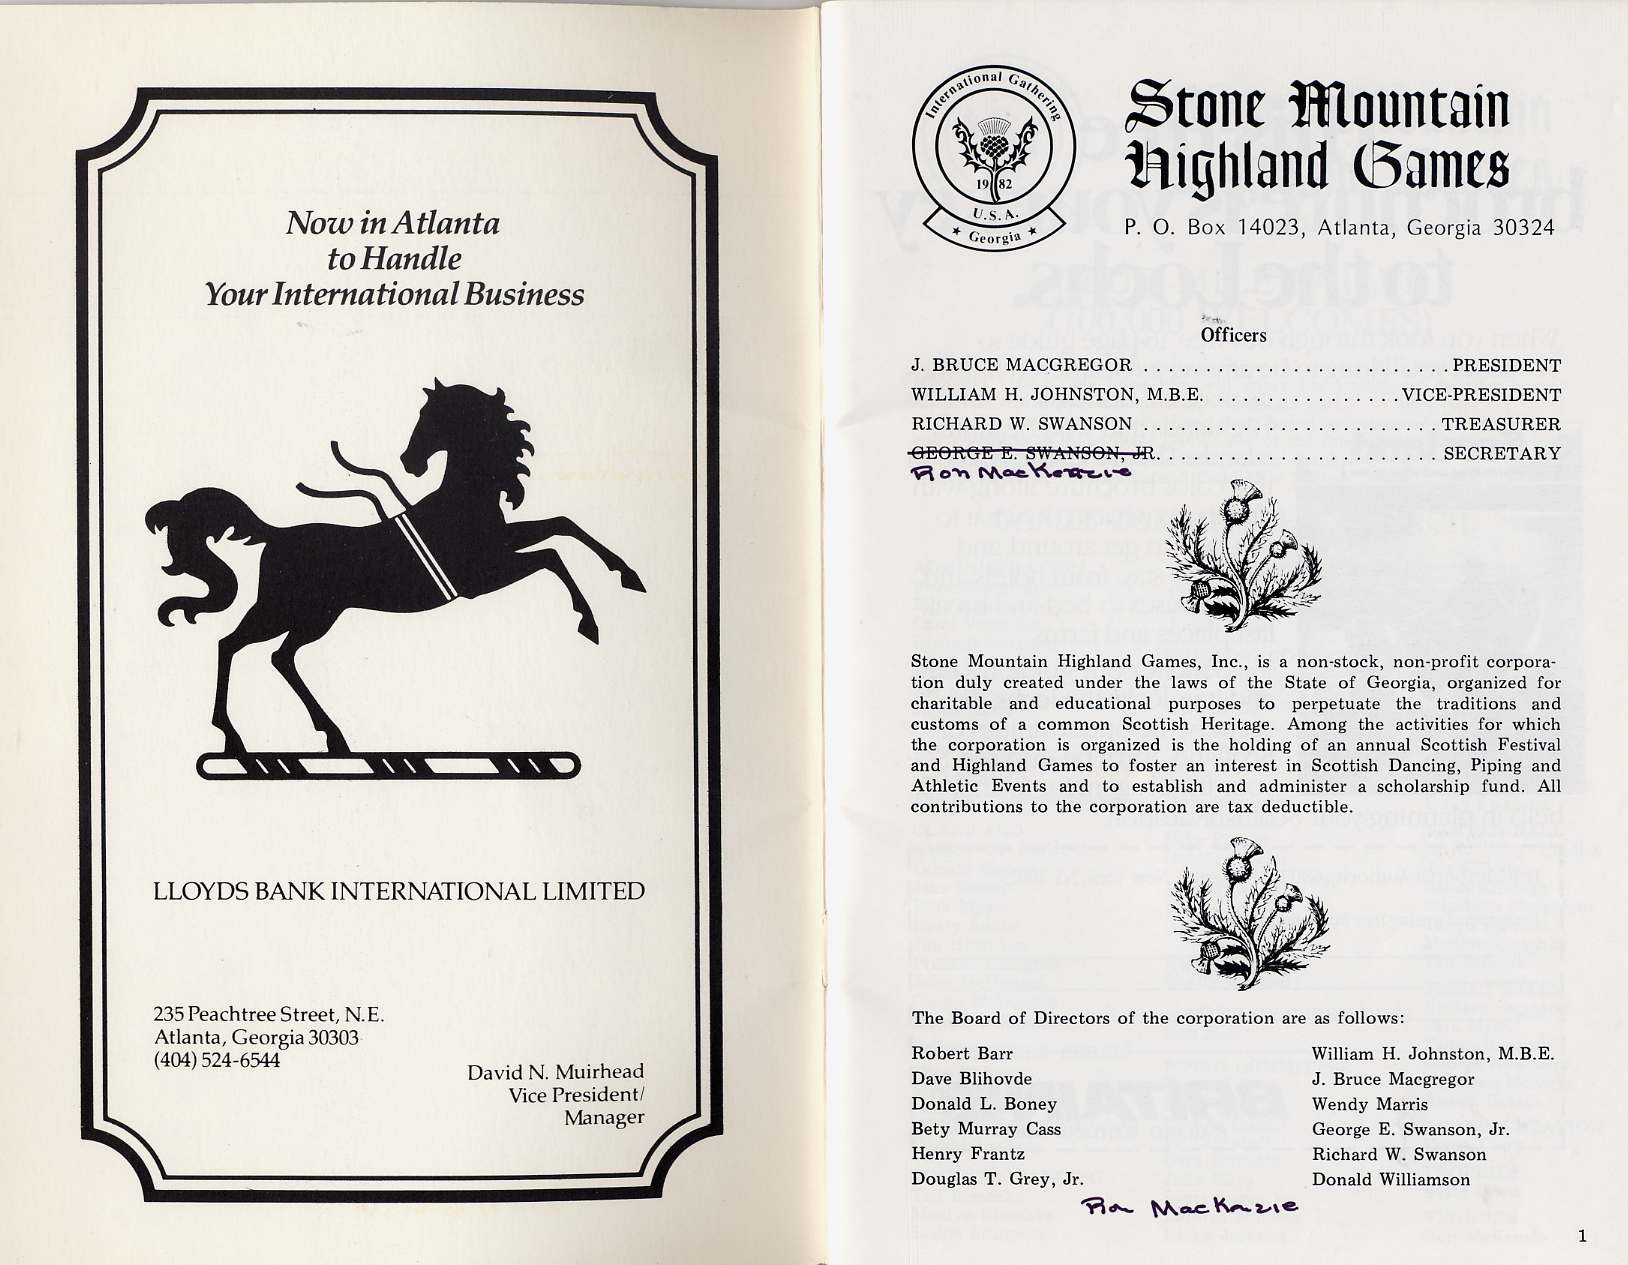 Now in Atlanta
to Handle
Your International Business
LLOYDS BANK INTERNATIONAL LIMITED
235 Peachtree Street, N.E.
Atlanta, Georgia 30303
(404) 524-6544
David N. Muirhead
Vice President/
Manager
International Gathering
1982
U.S.A.
★ Georgia ★
Stone Mountain
Highland Games
P. O. Box 14023, Atlanta, Georgia 30324
Officers
J. BRUCE MACGREGOR . . . . . . . . . . . . . . . . . . . . . . . . . PRESIDENT
WILLIAM H. JOHNSTON, M.B.E. . . . . . . . . . . . . . . . VICE-PRESIDENT
RICHARD W. SWANSON . . . . . . . . . . . . . . . . . . . . . . . . TREASURER
GEORGE E. SWANSON, JR. . . . . . . . . . . . . . . . . . . . . . . SECRETARY
Ron MacKenzie
Stone Mountain Highland Games, Inc., is a non-stock, non-profit corpora-
tion duly created under the laws of the State of Georgia, organized for
charitable and educational purposes to perpetuate the traditions and
customs of a common Scottish Heritage. Among the activities for which
the corporation is organized is the holding of an annual Scottish Festival
and Highland Games to foster an interest in Scottish Dancing, Piping and
Athletic Events and to establish and administer a scholarship fund. All
contributions to the corporation are tax deductible.
The Board of Directors of the corporation are as follows:
Robert Barr
Dave Blihovde
Donald L. Boney
Bety Murray Cass
Henry Frantz
Douglas T. Grey, Jr.
William H. Johnston, M.B.E.
J. Bruce Macgregor
Wendy Marris
George E. Swanson, Jr.
Richard W. Swanson
Donald Williamson
Ron MacKenzie
1